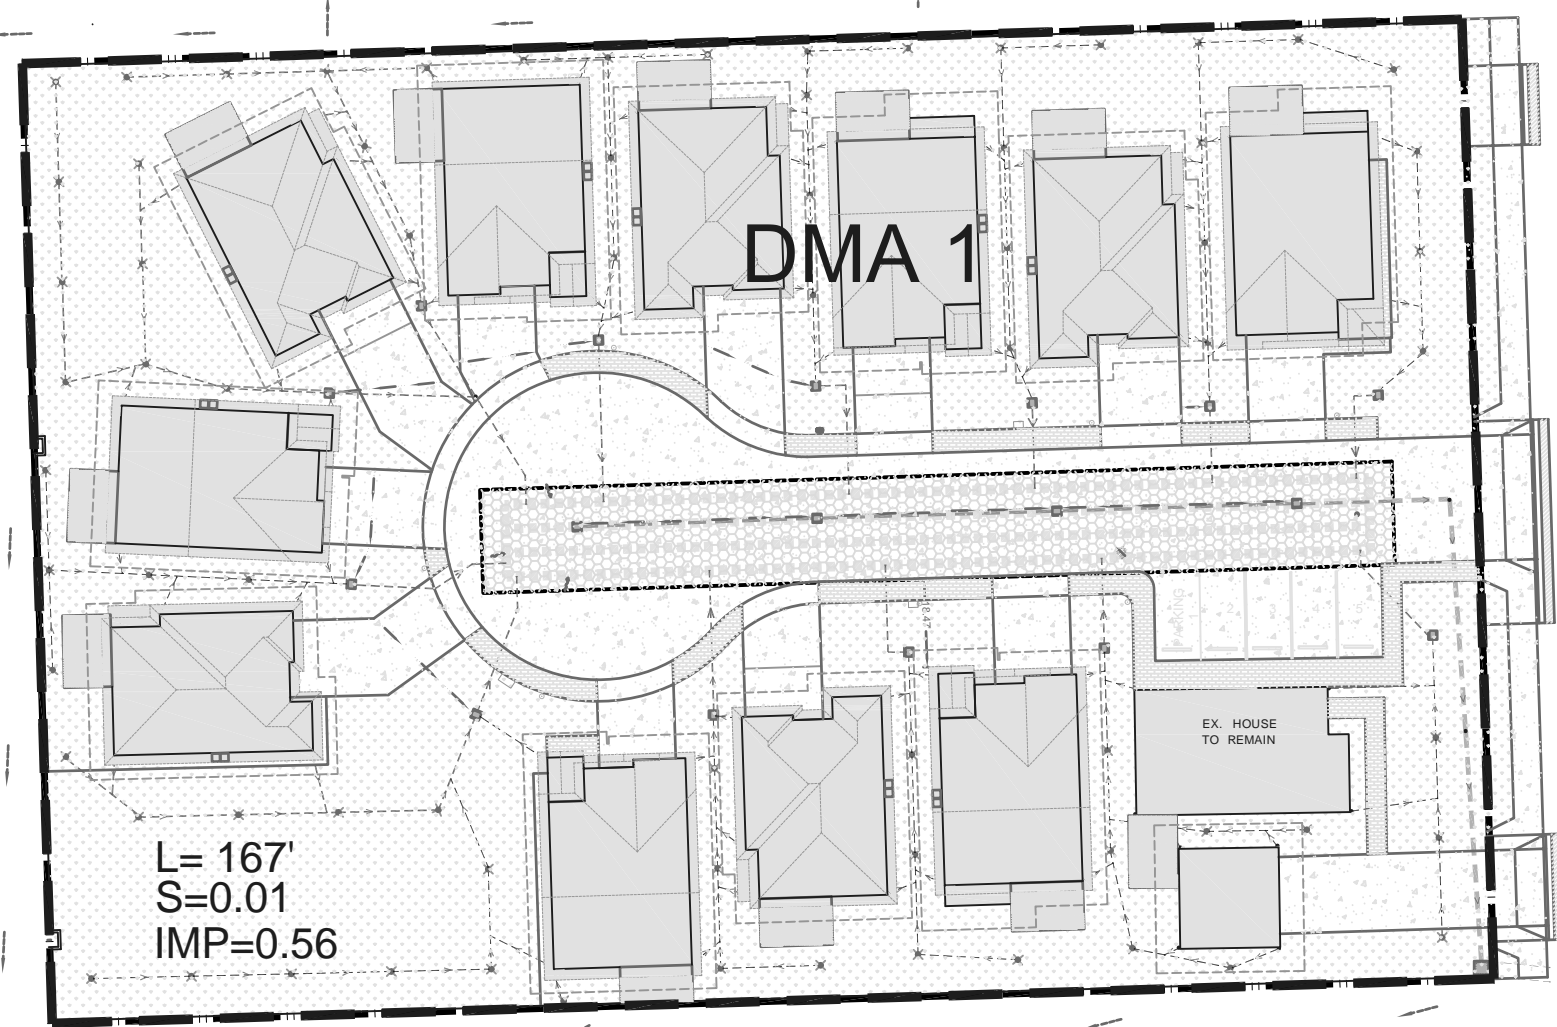 DMA 1
EX. HOUSE
TO REMAIN
L= 167'
S=0.01
IMP=0.56